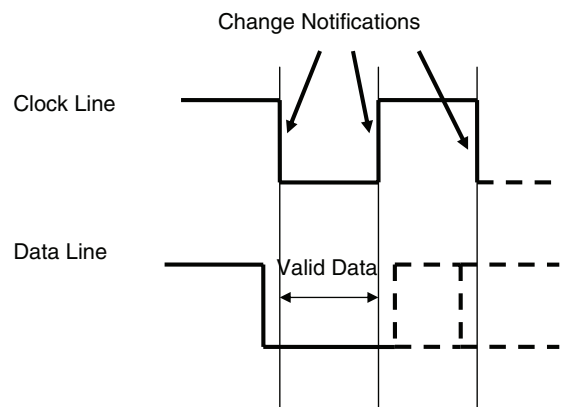 Change Notifications
Clock Line
Data Line
Valid Data